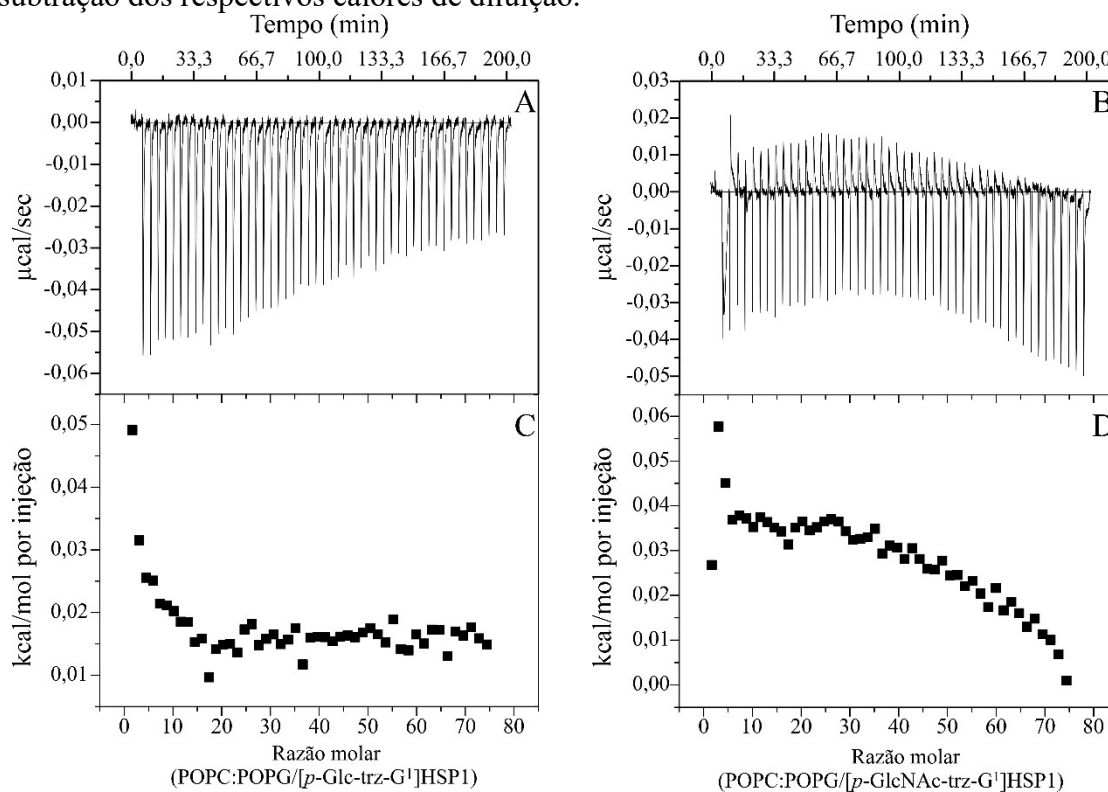 subtração dos respectivos calores de diluição.
Tempo (min)
0,0 33,3 66,7 100,0 133,3 166,7 200,0
0,01
0,00
-0,01
-0,02
-0,03
-0,04
-0,05
-0,06
µcal/sec
A
0,05
0,04
0,03
0,02
0,01
kcal/mol por injeção
C
0 10 20 30 40 50 60 70 80
Razão molar
(POPC:POPG/[p-Glc-trz-G¹]HSP1)
Tempo (min)
0,0 33,3 66,7 100,0 133,3 166,7 200,0
0,03
0,02
0,01
0,00
-0,01
-0,03
-0,04
-0,05
µcal/sec
B
0,06
0,05
0,04
0,03
0,02
0,01
0,00
kcal/mol por injeção
D
0 10 20 30 40 50 60 70 80
Razão molar
(POPC:POPG/[p-GlcNAc-trz-G¹]HSP1)